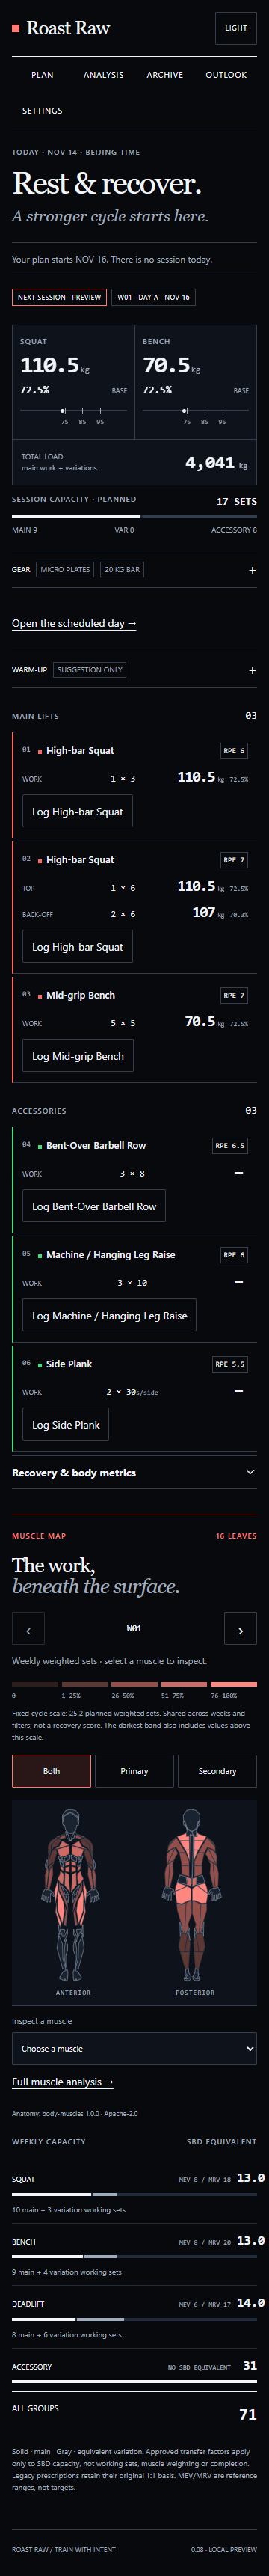 Roast Raw
LIGHT
PLAN ANALYSIS ARCHIVE OUTLOOK
SETTINGS
TODAY · NOV 14 · BEIJING TIME
Rest & recover.
A stronger cycle starts here.
Your plan starts NOV 16. There is no session today.
NEXT SESSION · PREVIEW W01 · DAY A · NOV 16
SQUAT
110.5 kg
72.5% BASE
75 85 95
BENCH
70.5 kg
72.5% BASE
75 85 95
TOTAL LOAD
main work + variations
4,041 kg
SESSION CAPACITY · PLANNED 17 SETS
MAIN 9 VAR 0 ACCESSORY 8
GEAR MICRO PLATES 20 KG BAR +
Open the scheduled day →
WARM-UP SUGGESTION ONLY +
MAIN LIFTS 03
01 High-bar Squat RPE 6
WORK 1 × 3 110.5 kg 72.5%
Log High-bar Squat
02 High-bar Squat RPE 7
TOP 1 × 6 110.5 kg 72.5%
BACK-OFF 2 × 6 107 kg 70.3%
Log High-bar Squat
03 Mid-grip Bench RPE 7
WORK 5 × 5 70.5 kg 72.5%
Log Mid-grip Bench
ACCESSORIES 03
04 Bent-Over Barbell Row RPE 6.5
WORK 3 × 8 —
Log Bent-Over Barbell Row
05 Machine / Hanging Leg Raise RPE 6
WORK 3 × 10 —
Log Machine / Hanging Leg Raise
06 Side Plank RPE 5.5
WORK 2 × 30s/side —
Log Side Plank
Recovery & body metrics
MUSCLE MAP 16 LEAVES
The work,
beneath the surface.
‹ W01 ›
Weekly weighted sets · select a muscle to inspect.
0 1–25% 26–50% 51–75% 76–100%
Fixed cycle scale: 25.2 planned weighted sets. Shared across weeks and
filters; not a recovery score. The darkest band also includes values above
this scale.
Both Primary Secondary
ANTERIOR POSTERIOR
Inspect a muscle
Choose a muscle
Full muscle analysis →
Anatomy: body-muscles 1.0.0 · Apache-2.0
WEEKLY CAPACITY SBD EQUIVALENT
SQUAT MEV 8 / MRV 18 13.0
10 main + 3 variation working sets
BENCH MEV 8 / MRV 20 13.0
9 main + 4 variation working sets
DEADLIFT MEV 6 / MRV 17 14.0
8 main + 6 variation working sets
ACCESSORY NO SBD EQUIVALENT 31
ALL GROUPS 71
Solid · main Gray · equivalent variation. Approved transfer factors apply
only to SBD capacity, not working sets, muscle weighting or completion.
Legacy prescriptions retain their original 1:1 basis. MEV/MRV are reference
ranges, not targets.
ROAST RAW / TRAIN WITH INTENT 0.08 · LOCAL PREVIEW